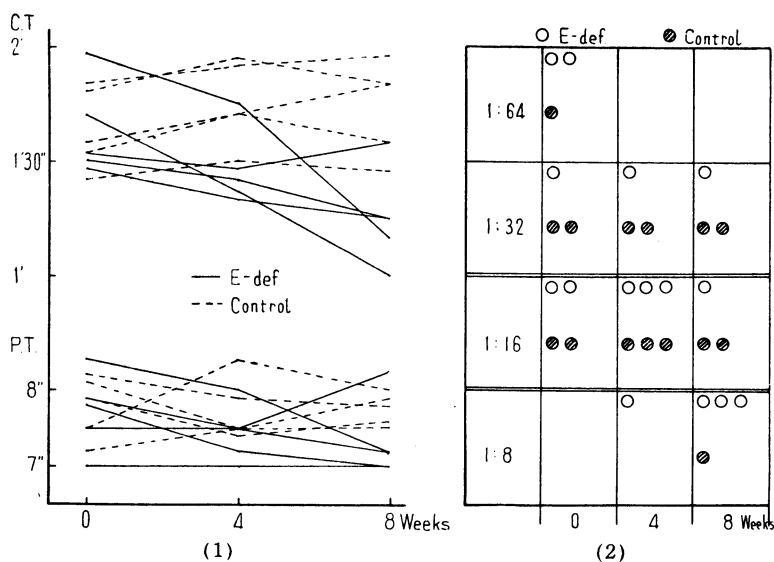 C.T
2'
1'30"
1'
E-def
Control
P.T.
8"
7"
0 4 8 Weeks
(1)
E-def Control
1:64
1:32
1:16
1:8
0 4 8 Weeks
(2)